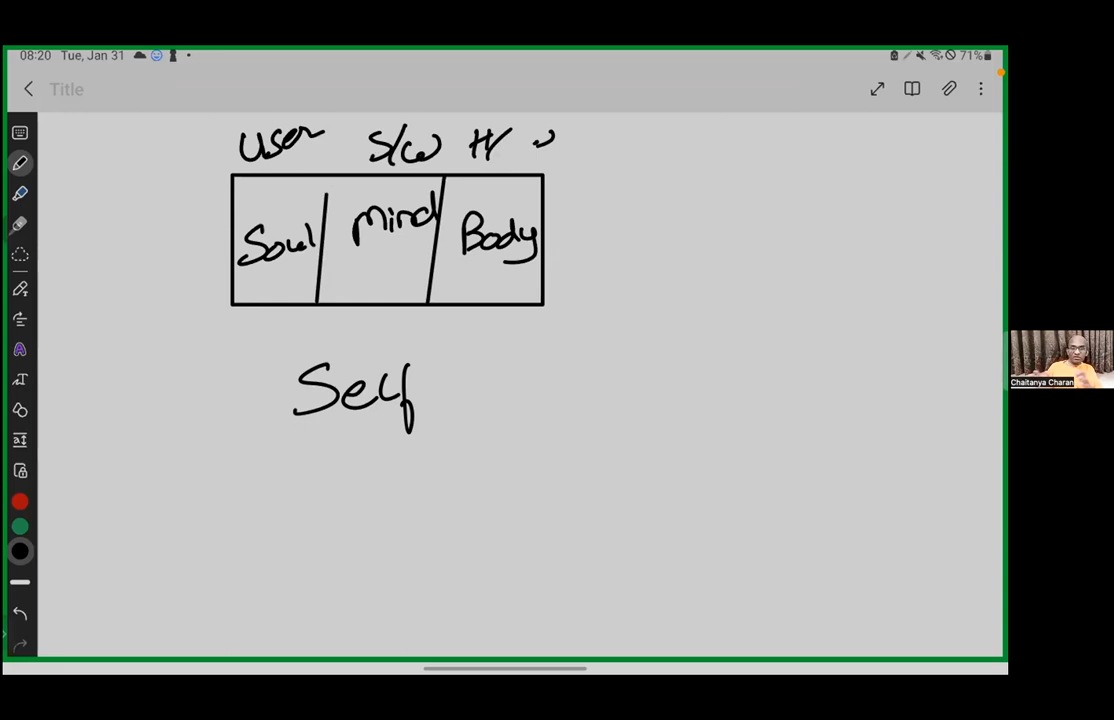 08:20 Tue, Jan 31
71%
Title
User S/w H/w
Soul Mind Body
Self
Chaitanya Charan